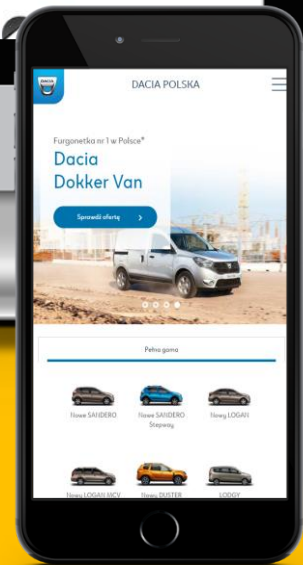 DACIA
DACIA POLSKA
Furgonetka nr 1 w Polsce*
Dacia
Dokker Van
Sprawdź ofertę
Pełna gama
Nowe SANDERO
Nowe SANDERO
Stepway
Nowy LOGAN
Nowy LOGAN MCV
Nowy DUSTER
LODGY